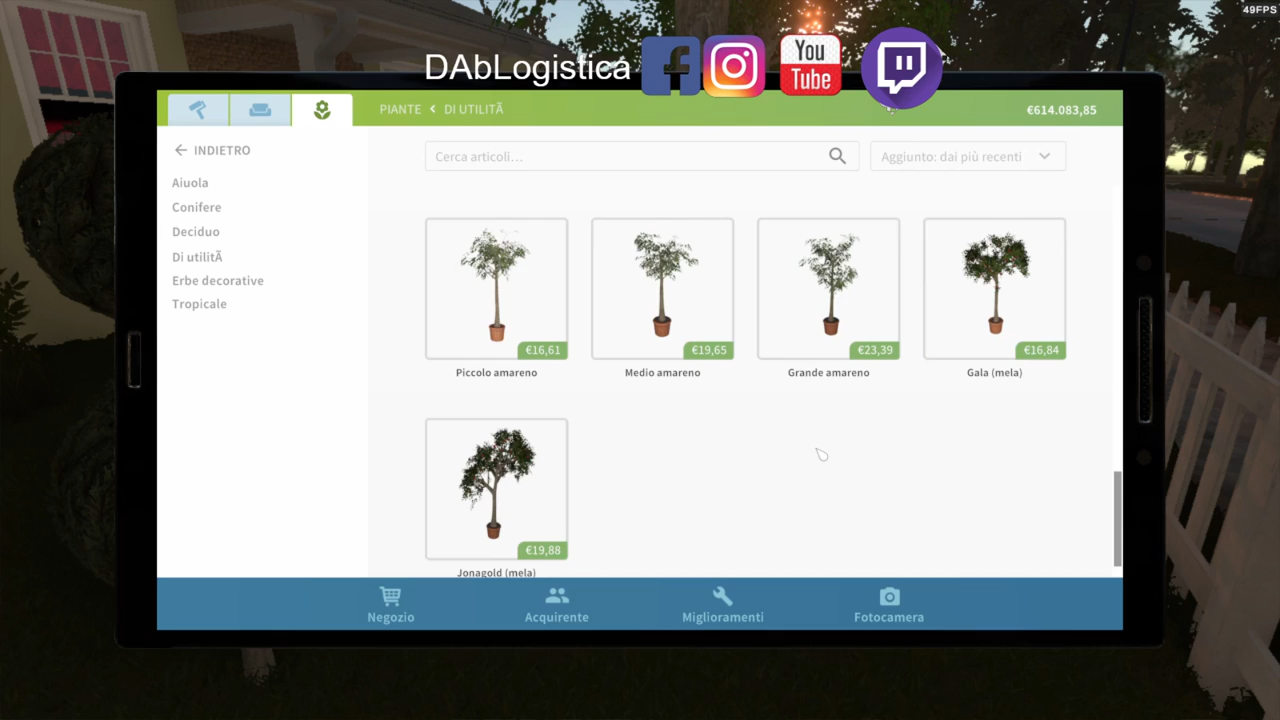 49FPS
DAbLogistica
You
Tube
PIANTE < DI UTILITÃ
€614.083,85
INDIETRO
Cerca articoli...
Aggiunto: dai più recenti
Aiuola
Conifere
Deciduo
Di utilitÃ
Erbe decorative
Tropicale
€16,61
€19,65
€23,39
€16,84
Piccolo amareno
Medio amareno
Grande amareno
Gala (mela)
€19,88
Jonagold (mela)
Negozio
Acquirente
Miglioramenti
Fotocamera